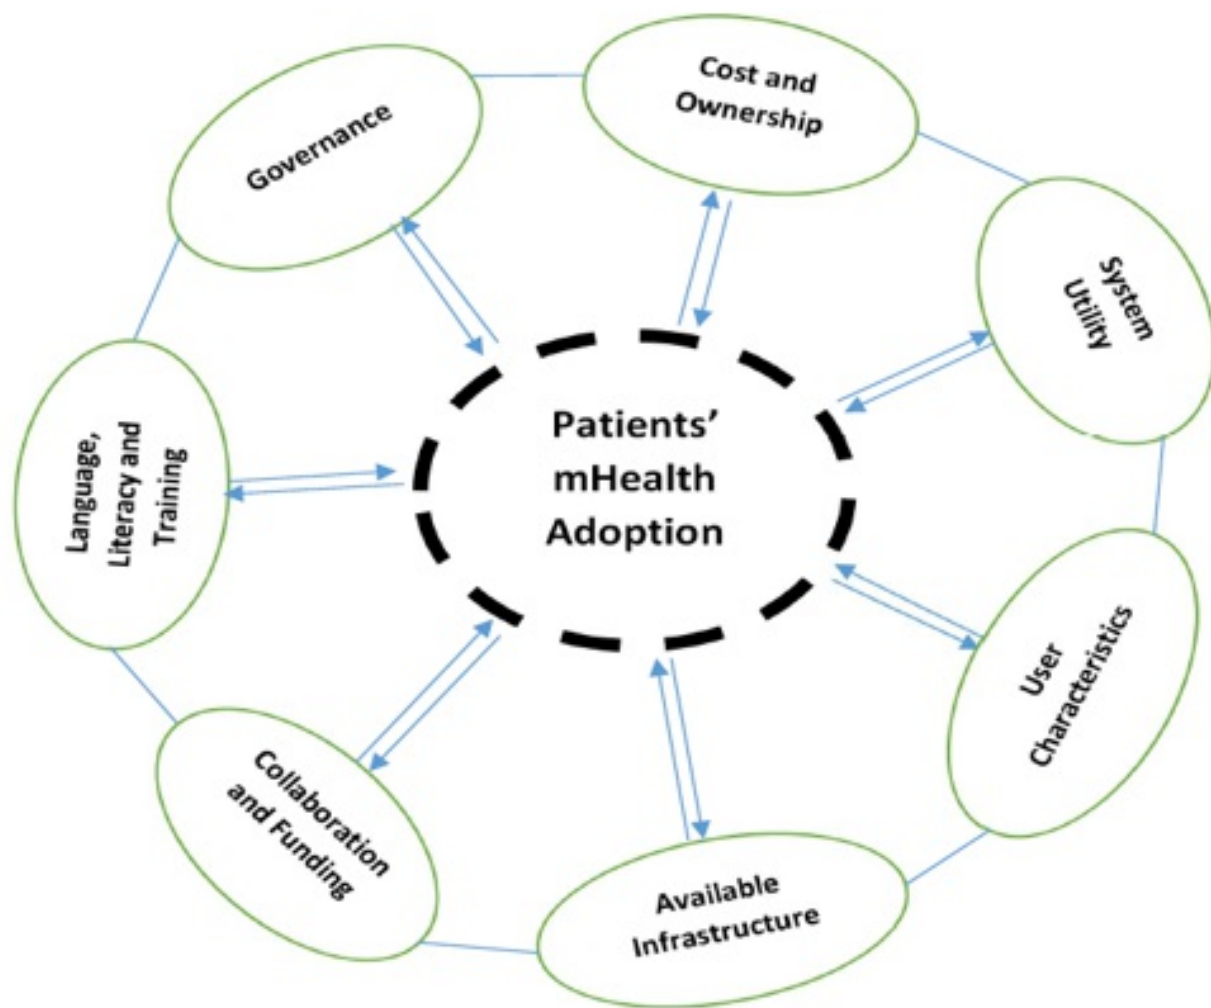 Cost and
Ownership
Governance
System
Utility
Patients’
mHealth
Adoption
Language,
Literacy and
Training
User
Characteristics
Collaboration
and Funding
Available
Infrastructure